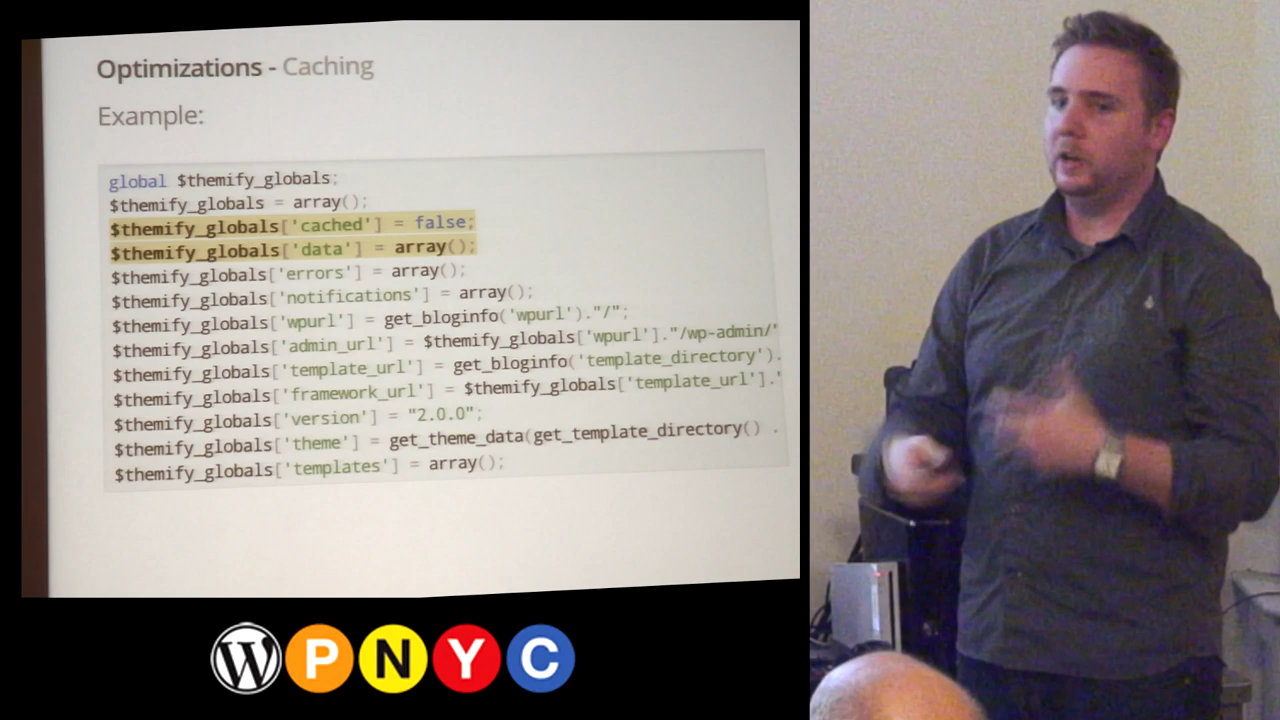 Optimizations - Caching
Example:
global $themify_globals;
$themify_globals = array();
$themify_globals['cached'] = false;
$themify_globals['data'] = array();
$themify_globals['errors'] = array();
$themify_globals['notifications'] = array();
$themify_globals['wpurl'] = get_bloginfo('wpurl')."/";
$themify_globals['admin_url'] = $themify_globals['wpurl']."/wp-admin/"
$themify_globals['template_url'] = get_bloginfo('template_directory').
$themify_globals['framework_url'] = $themify_globals['template_url']."
$themify_globals['version'] = "2.0.0";
$themify_globals['theme'] = get_theme_data(get_template_directory() .
$themify_globals['templates'] = array();
W P N Y C